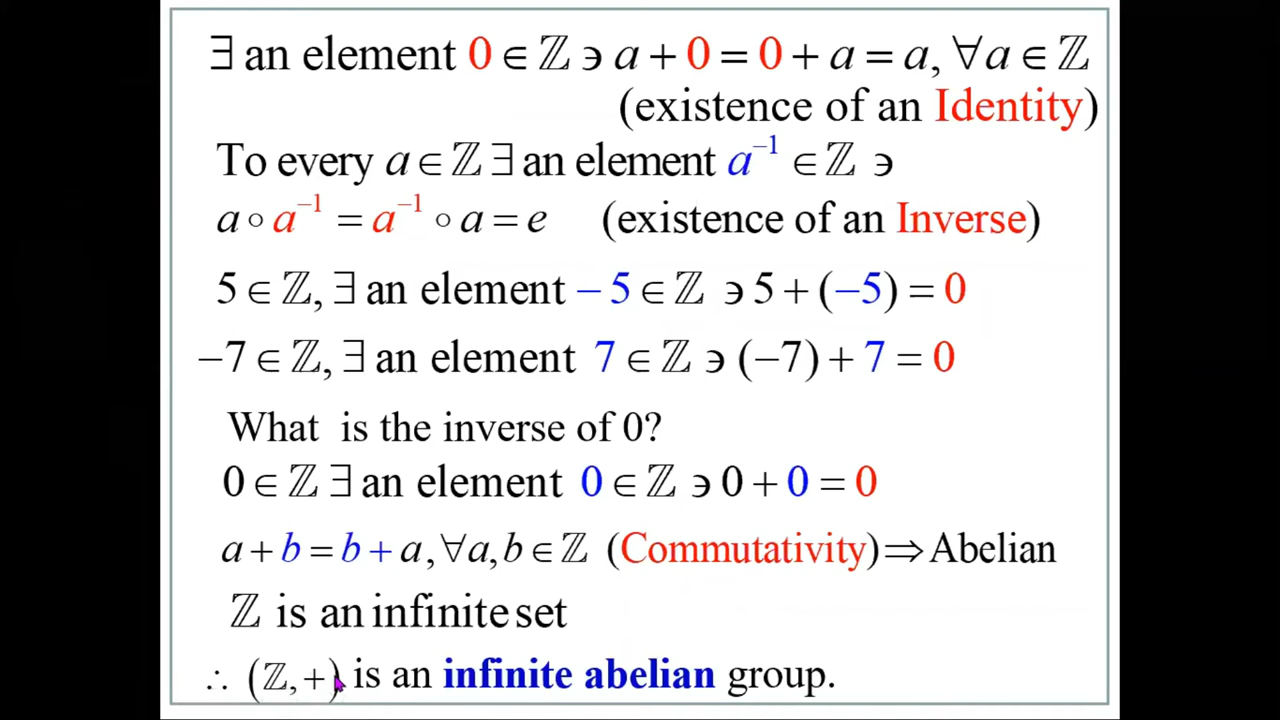 ∃ an element 0 ∈ ℤ ∍ a + 0 = 0 + a = a, ∀a ∈ ℤ
(existence of an Identity)
To every a ∈ ℤ ∃ an element a⁻¹ ∈ ℤ ∍
a ∘ a⁻¹ = a⁻¹ ∘ a = e (existence of an Inverse)
5 ∈ ℤ, ∃ an element −5 ∈ ℤ ∍ 5 + (−5) = 0
−7 ∈ ℤ, ∃ an element 7 ∈ ℤ ∍ (−7) + 7 = 0
What is the inverse of 0?
0 ∈ ℤ ∃ an element 0 ∈ ℤ ∍ 0 + 0 = 0
a + b = b + a, ∀a, b ∈ ℤ (Commutativity) ⇒ Abelian
ℤ is an infinite set
∴ (ℤ, +) is an infinite abelian group.